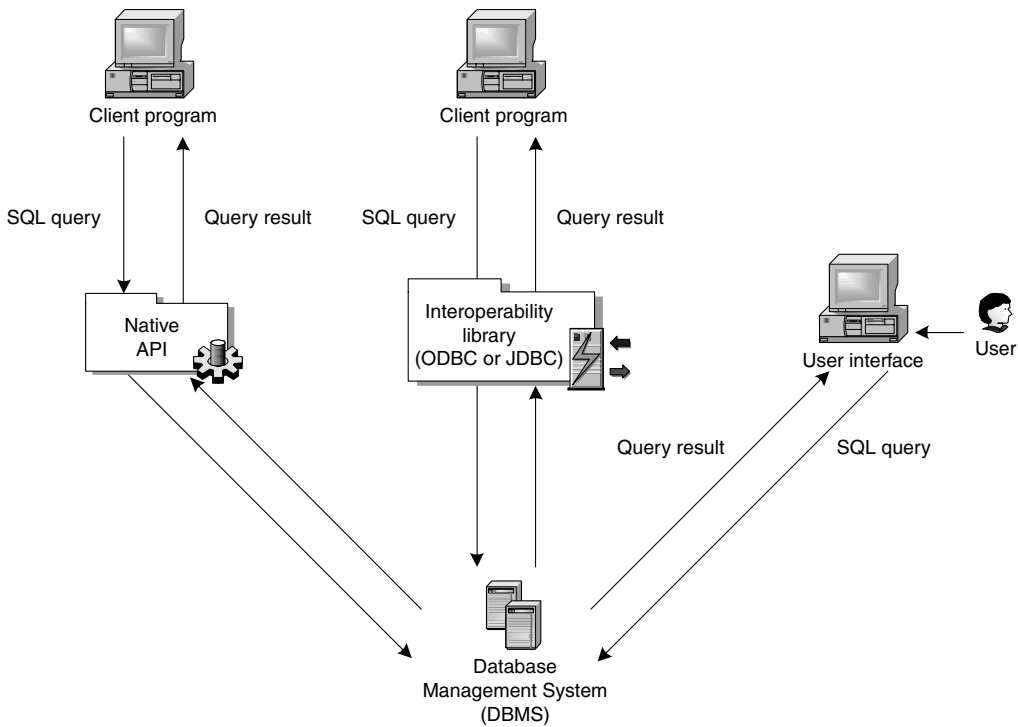 Client program
Client program
SQL query
Query result
SQL query
Query result
Native
API
Interoperability
library
(ODBC or JDBC)
User interface
User
Query result
SQL query
Database
Management System
(DBMS)